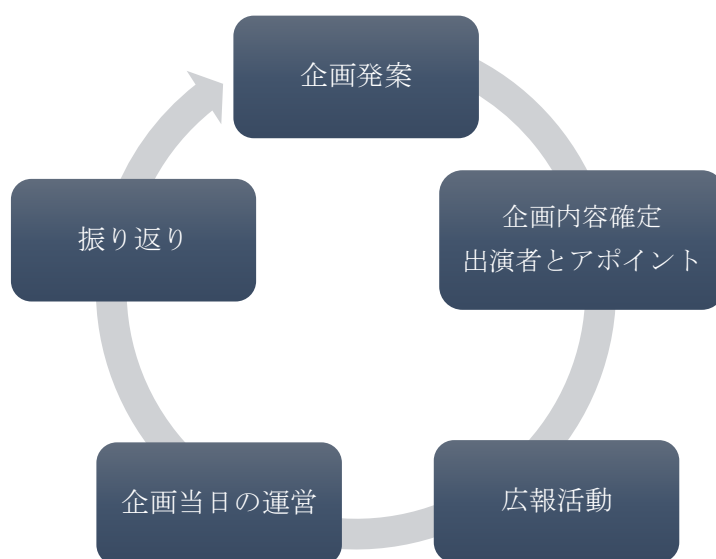 企画発案
企画内容確定
出演者とアポイント
広報活動
企画当日の運営
振り返り